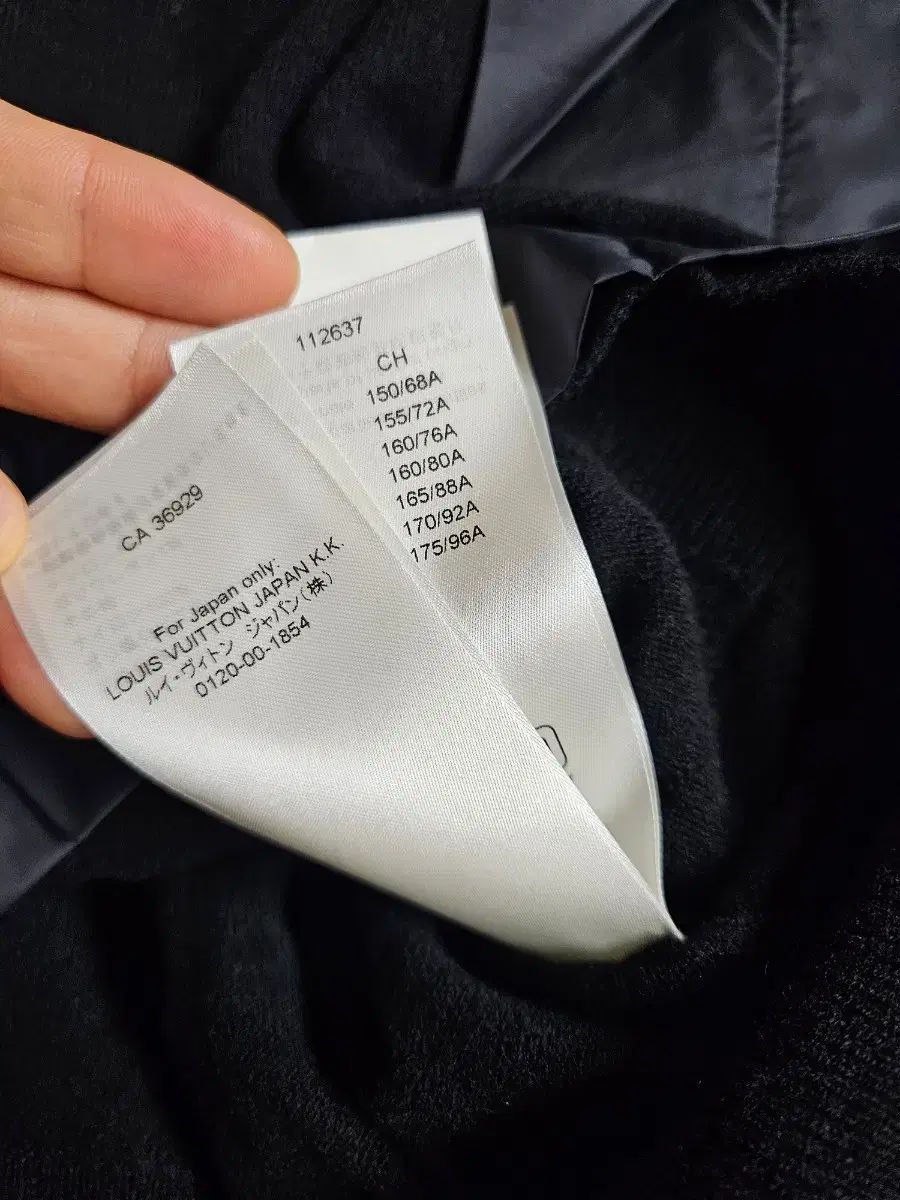 112637
CH
150/68A
155/72A
160/76A
160/80A
165/88A
170/92A
175/96A
CA 36929
For Japan only:
LOUIS VUITTON JAPAN K.K.
ルイ・ヴィトン ジャパン(株)
0120-00-1854